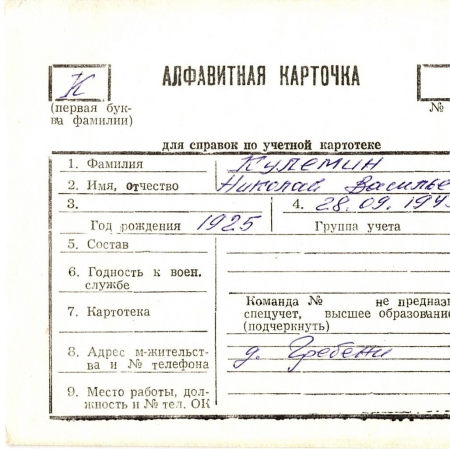 К АЛФАВИТНАЯ КАРТОЧКА
(первая бук-
ва фамилии) №
для справок по учетной картотеке
1. Фамилия Кулемин
2. Имя, отчество Николай Василье
3. 4. 28.09.194
Год рождения 1925 Группа учета
5. Состав
6. Годность к воен.
службе
7. Картотека Команда № не предназ
спецучет, высшее образование
(подчеркнуть)
8. Адрес м-жительст-
ва и № телефона д. Гребени
9. Место работы, дол-
жность и № тел. ОК